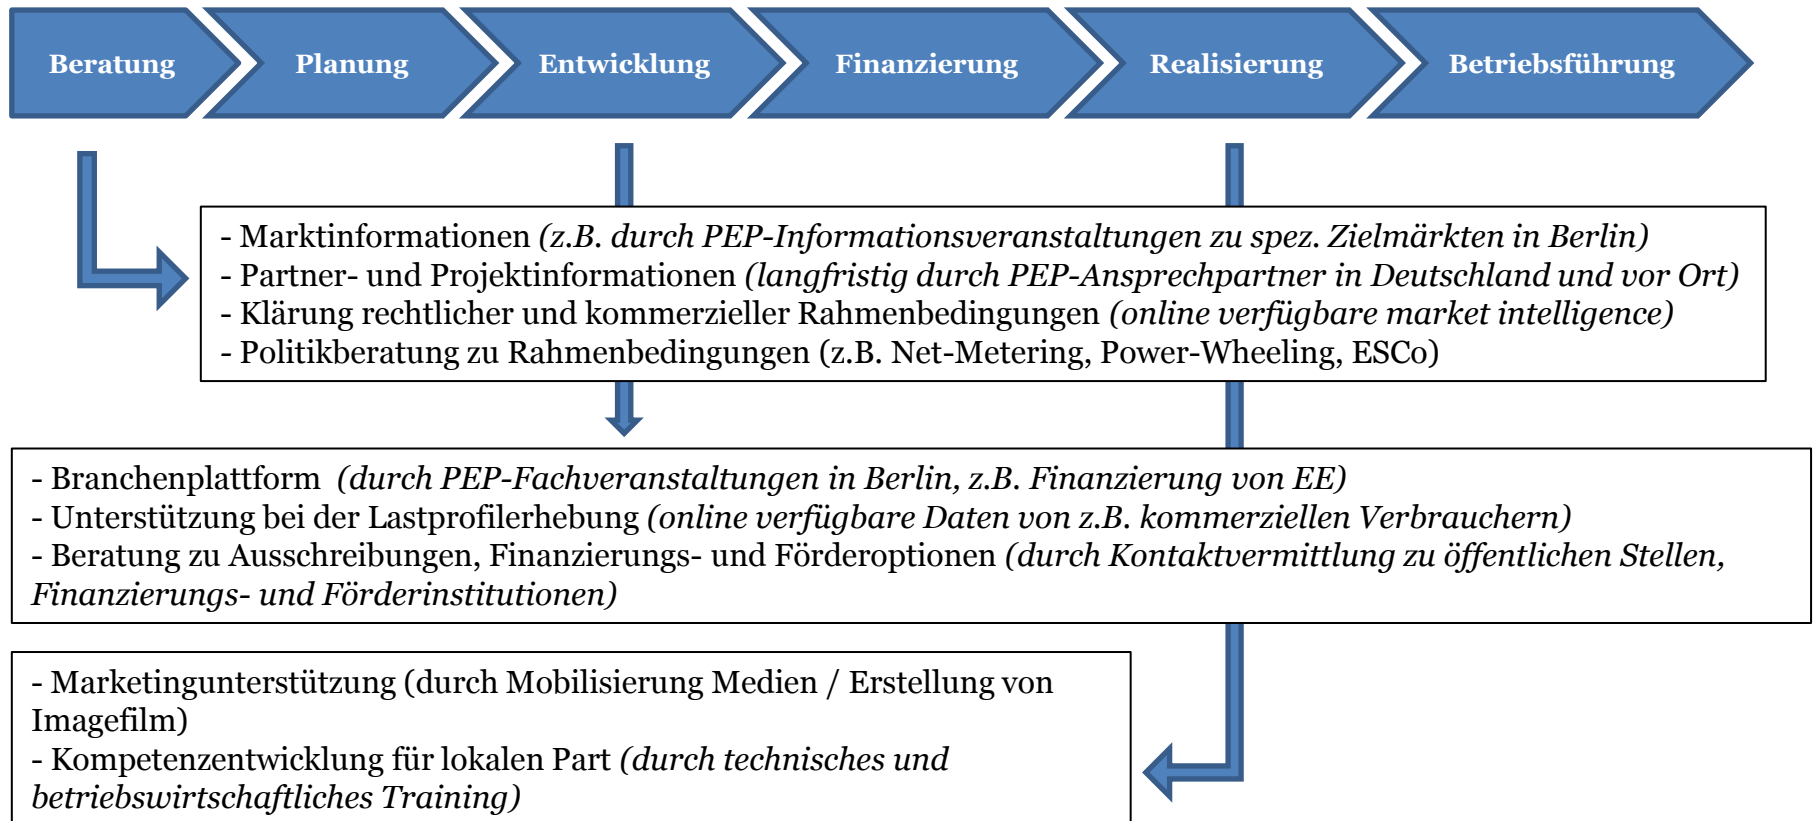 Beratung
Planung
Entwicklung
Finanzierung
Realisierung
Betriebsführung
- Marktinformationen (z.B. durch PEP-Informationsveranstaltungen zu spez. Zielmärkten in Berlin)
- Partner- und Projektinformationen (langfristig durch PEP-Ansprechpartner in Deutschland und vor Ort)
- Klärung rechtlicher und kommerzieller Rahmenbedingungen (online verfügbare market intelligence)
- Politikberatung zu Rahmenbedingungen (z.B. Net-Metering, Power-Wheeling, ESCo)
- Branchenplattform (durch PEP-Fachveranstaltungen in Berlin, z.B. Finanzierung von EE)
- Unterstützung bei der Lastprofilerhebung (online verfügbare Daten von z.B. kommerziellen Verbrauchern)
- Beratung zu Ausschreibungen, Finanzierungs- und Förderoptionen (durch Kontaktvermittlung zu öffentlichen Stellen,
Finanzierungs- und Förderinstitutionen)
- Marketingunterstützung (durch Mobilisierung Medien / Erstellung von
Imagefilm)
- Kompetenzentwicklung für lokalen Part (durch technisches und
betriebswirtschaftliches Training)